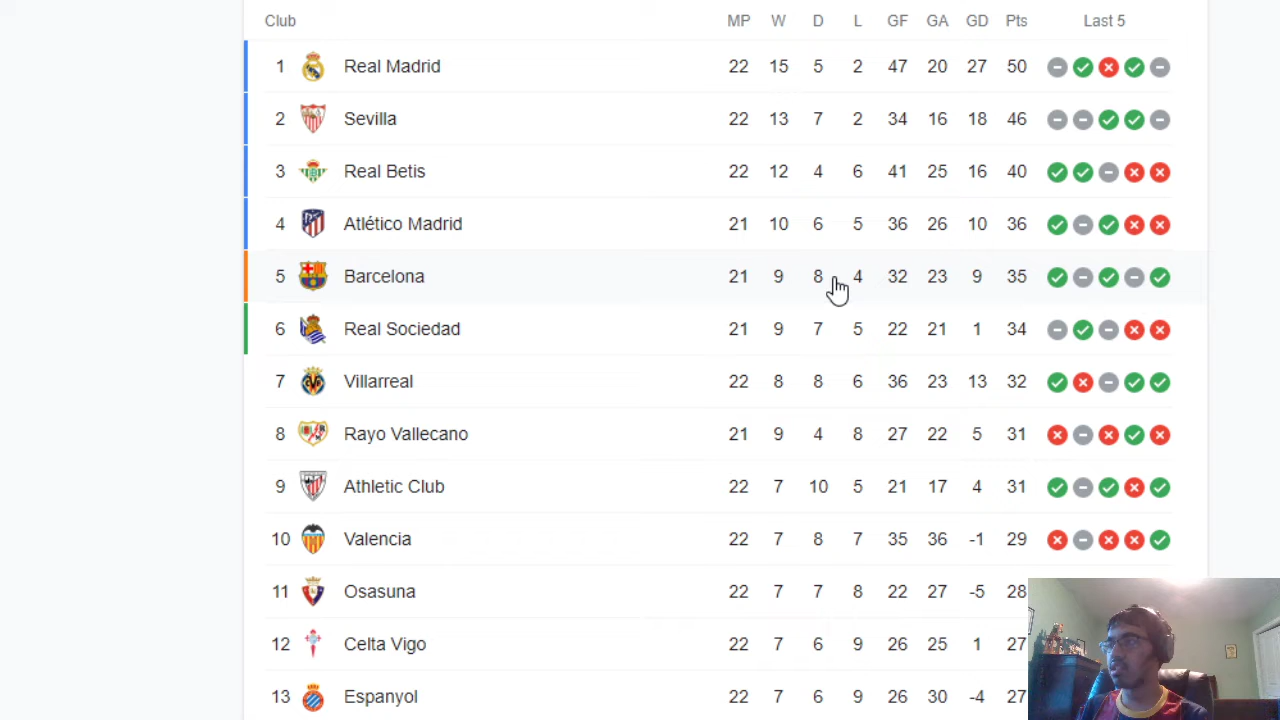 Club MP W D L GF GA GD Pts Last 5
1 Real Madrid 22 15 5 2 47 20 27 50
2 Sevilla 22 13 7 2 34 16 18 46
3 Real Betis 22 12 4 6 41 25 16 40
4 Atlético Madrid 21 10 6 5 36 26 10 36
5 Barcelona 21 9 8 4 32 23 9 35
6 Real Sociedad 21 9 7 5 22 21 1 34
7 Villarreal 22 8 8 6 36 23 13 32
8 Rayo Vallecano 21 9 4 8 27 22 5 31
9 Athletic Club 22 7 10 5 21 17 4 31
10 Valencia 22 7 8 7 35 36 -1 29
11 Osasuna 22 7 7 8 22 27 -5 28
12 Celta Vigo 22 7 6 9 26 25 1 27
13 Espanyol 22 7 6 9 26 30 -4 27